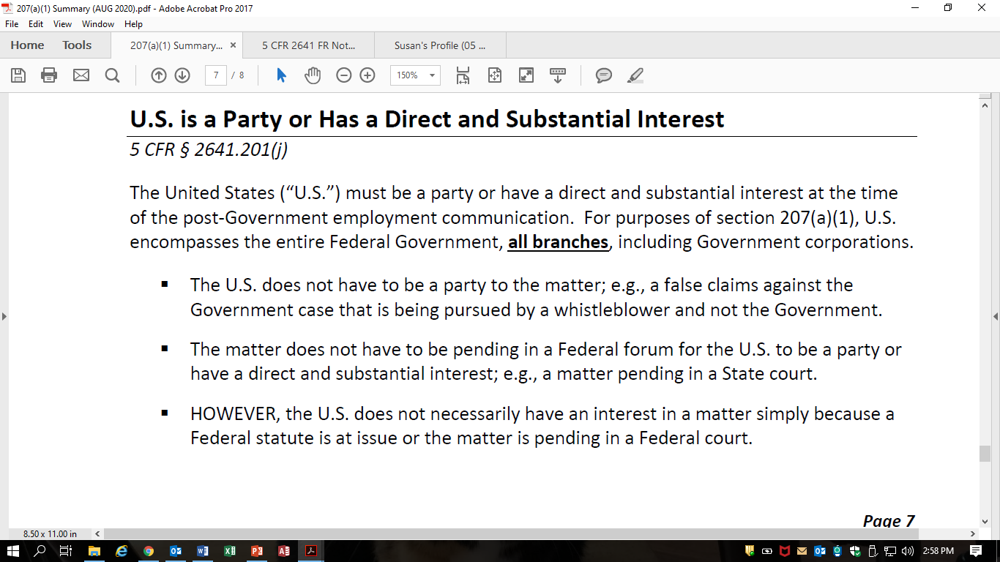 207(a)(1) Summary (AUG 2020).pdf - Adobe Acrobat Pro 2017
File Edit View Window Help
Home Tools 207(a)(1) Summary... × 5 CFR 2641 FR Not... Susan's Profile (05 ...
7 / 8 150%
U.S. is a Party or Has a Direct and Substantial Interest
5 CFR § 2641.201(j)
The United States (“U.S.”) must be a party or have a direct and substantial interest at the time
of the post-Government employment communication.  For purposes of section 207(a)(1), U.S.
encompasses the entire Federal Government, all branches, including Government corporations.
▪ The U.S. does not have to be a party to the matter; e.g., a false claims against the
Government case that is being pursued by a whistleblower and not the Government.
▪ The matter does not have to be pending in a Federal forum for the U.S. to be a party or
have a direct and substantial interest; e.g., a matter pending in a State court.
▪ HOWEVER, the U.S. does not necessarily have an interest in a matter simply because a
Federal statute is at issue or the matter is pending in a Federal court.
Page 7
8.50 x 11.00 in
2:58 PM